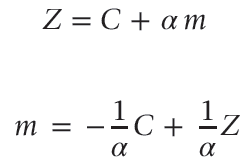 Z = C + α m
m = − 1/α C + 1/α Z